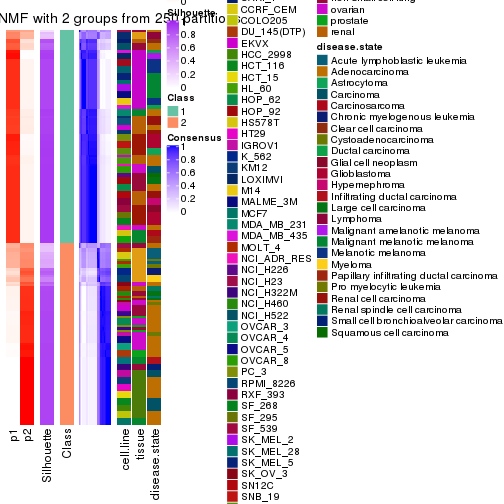 NMF with 2 groups from 250 partitio
Silhouette
1
0.8
0.6
0.4
0.2
0
Class
1
2
Consensus
1
0.8
0.6
0.4
0.2
0
p1
p2
Silhouette
Class
cell.line
tissue
disease.state
CCRF_CEM
COLO205
DU_145(DTP)
EKVX
HCC_2998
HCT_116
HCT_15
HL_60
HOP_62
HOP_92
HS578T
HT29
IGROV1
K_562
KM12
LOXIMVI
M14
MALME_3M
MCF7
MDA_MB_231
MDA_MB_435
MOLT_4
NCI_ADR_RES
NCI_H226
NCI_H23
NCI_H322M
NCI_H460
NCI_H522
OVCAR_3
OVCAR_4
OVCAR_5
OVCAR_8
PC_3
RPMI_8226
RXF_393
SF_268
SF_295
SF_539
SK_MEL_2
SK_MEL_28
SK_MEL_5
SK_OV_3
SN12C
SNB_19
ovarian
prostate
renal
disease.state
Acute lymphoblastic leukemia
Adenocarcinoma
Astrocytoma
Carcinoma
Carcinosarcoma
Chronic myelogenous leukemia
Clear cell carcinoma
Cystoadenocarcinoma
Ductal carcinoma
Glial cell neoplasm
Glioblastoma
Hypernephroma
Infiltrating ductal carcinoma
Large cell carcinoma
Lymphoma
Malignant amelanotic melanoma
Malignant melanotic melanoma
Melanotic melanoma
Myeloma
Papillary infiltrating ductal carcinoma
Pro myelocytic leukemia
Renal cell carcinoma
Renal spindle cell carcinoma
Small cell bronchioalveolar carcinoma
Squamous cell carcinoma